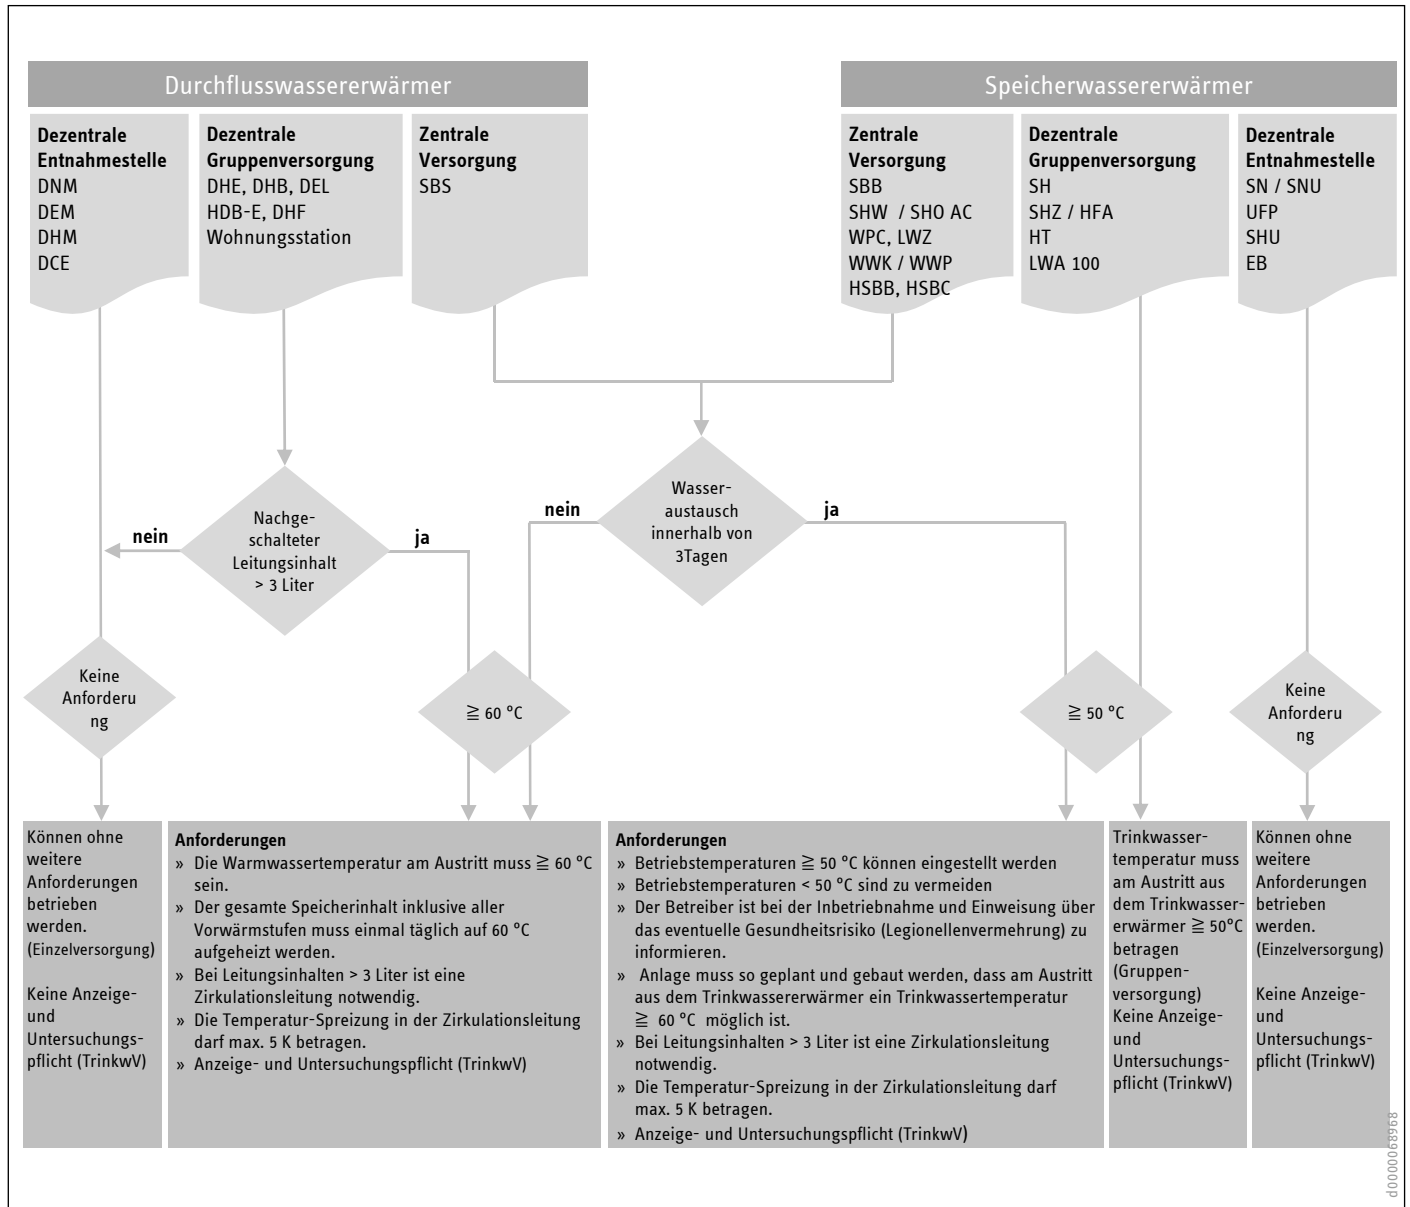 Durchflusswassererwärmer
Dezentrale
Entnahmestelle
DNM
DEM
DHM
DCE
Dezentrale
Gruppenversorgung
DHE, DHB, DEL
HDB-E, DHF
Wohnungsstation
Zentrale
Versorgung
SBS
Speicherwassererwärmer
Zentrale
Versorgung
SBB
SHW / SHO AC
WPC, LWZ
WWK / WWP
HSBB, HSBC
Dezentrale
Gruppenversorgung
SH
SHZ / HFA
HT
LWA 100
Dezentrale
Entnahmestelle
SN / SNU
UFP
SHU
EB
nein
Nachge-
schalteter
Leitungsinhalt
> 3 Liter
ja
nein
Wasser-
austausch
innerhalb von
3Tagen
ja
Keine
Anforderu
ng
≧ 60 °C
≧ 50 °C
Keine
Anforderu
ng
Können ohne
weitere
Anforderungen
betrieben
werden.
(Einzelversorgung)
Keine Anzeige-
und
Untersuchungs-
pflicht (TrinkwV)
Anforderungen
» Die Warmwassertemperatur am Austritt muss ≧ 60 °C
sein.
» Der gesamte Speicherinhalt inklusive aller
Vorwärmstufen muss einmal täglich auf 60 °C
aufgeheizt werden.
» Bei Leitungsinhalten > 3 Liter ist eine
Zirkulationsleitung notwendig.
» Die Temperatur-Spreizung in der Zirkulationsleitung
darf max. 5 K betragen.
» Anzeige- und Untersuchungspflicht (TrinkwV)
Anforderungen
» Betriebstemperaturen ≧ 50 °C können eingestellt werden
» Betriebstemperaturen < 50 °C sind zu vermeiden
» Der Betreiber ist bei der Inbetriebnahme und Einweisung über
das eventuelle Gesundheitsrisiko (Legionellenvermehrung) zu
informieren.
» Anlage muss so geplant und gebaut werden, dass am Austritt
aus dem Trinkwassererwärmer ein Trinkwassertemperatur
≧ 60 °C möglich ist.
» Bei Leitungsinhalten > 3 Liter ist eine Zirkulationsleitung
notwendig.
» Die Temperatur-Spreizung in der Zirkulationsleitung darf
max. 5 K betragen.
» Anzeige- und Untersuchungspflicht (TrinkwV)
Trinkwasser-
temperatur muss
am Austritt aus
dem Trinkwasser-
erwärmer ≧ 50°C
betragen
(Gruppen-
versorgung)
Keine Anzeige-
und
Untersuchungs-
pflicht (TrinkwV)
Können ohne
weitere
Anforderungen
betrieben
werden.
(Einzelversorgung)
Keine Anzeige-
und
Untersuchungs-
pflicht (TrinkwV)
d0000068968